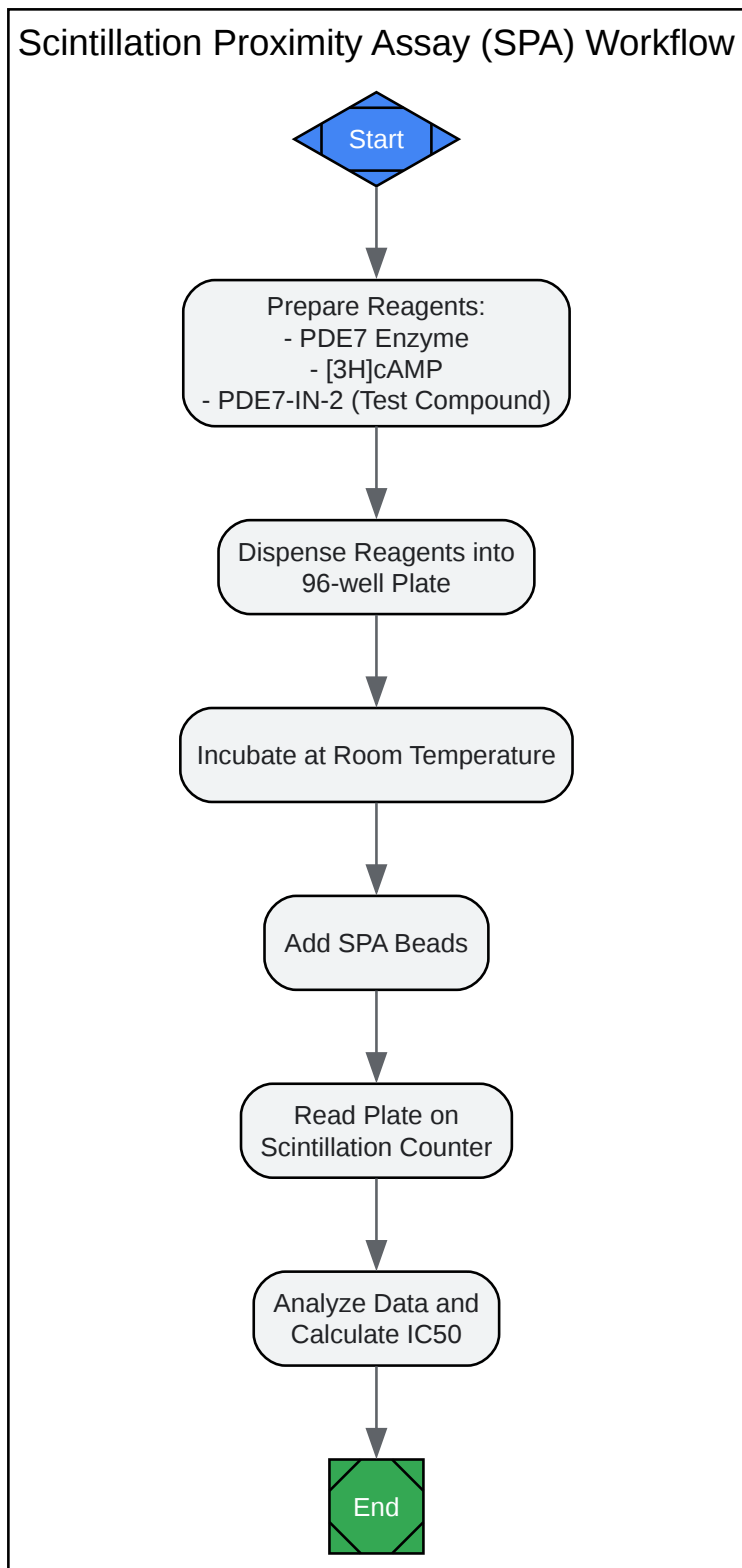 Scintillation Proximity Assay (SPA) Workflow
Start
Prepare Reagents:
- PDE7 Enzyme
- [3H]cAMP
- PDE7-IN-2 (Test Compound)
Dispense Reagents into
96-well Plate
Incubate at Room Temperature
Add SPA Beads
Read Plate on
Scintillation Counter
Analyze Data and
Calculate IC50
End